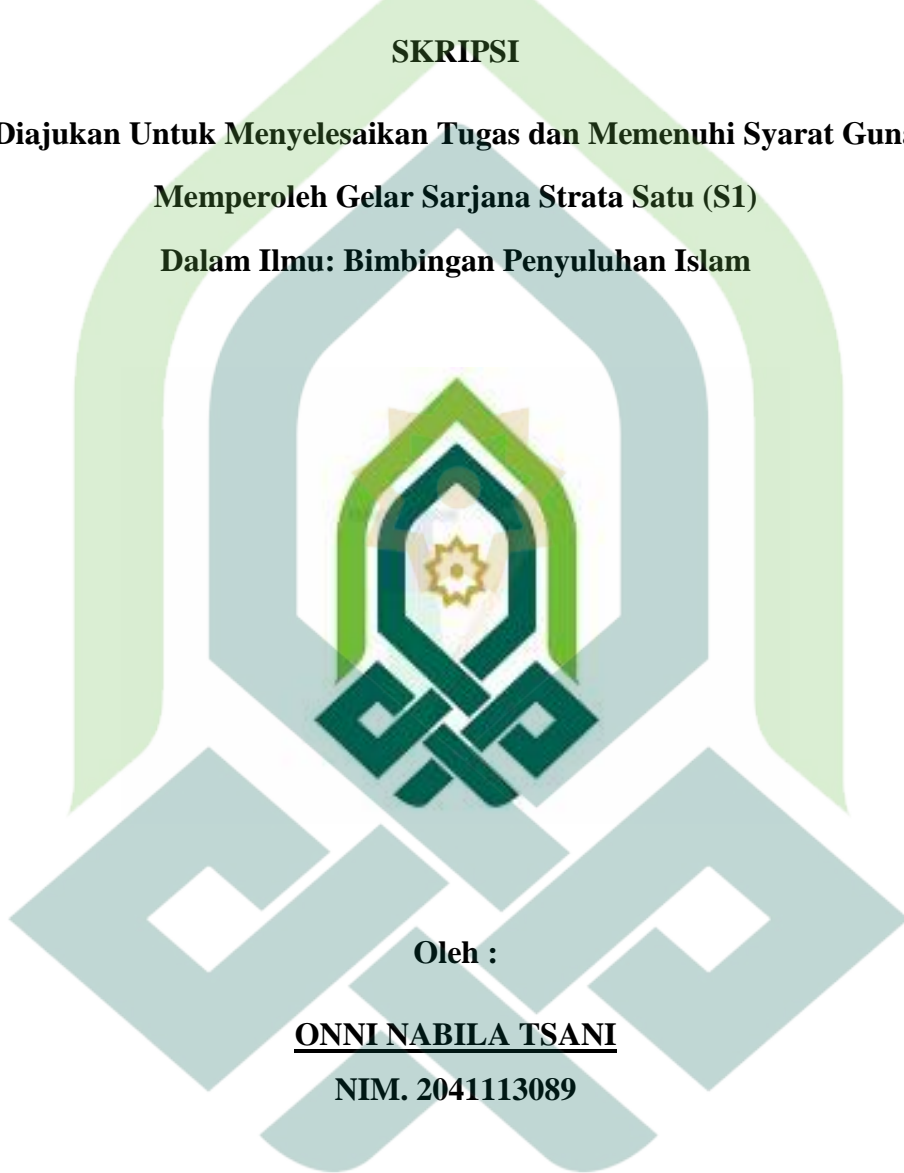 SKRIPSI
Diajukan Untuk Menyelesaikan Tugas dan Memenuhi Syarat Guna
Memperoleh Gelar Sarjana Strata Satu (S1)
Dalam Ilmu: Bimbingan Penyuluhan Islam
Oleh :
ONNI NABILA TSANI
NIM. 2041113089